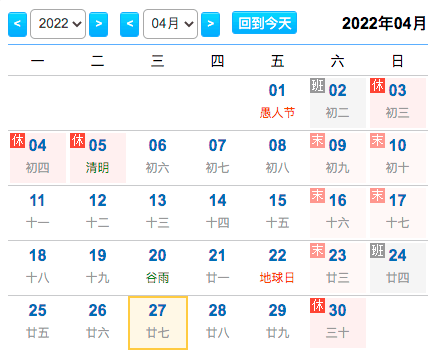 < 2022 > < 04月 > 回到今天 2022年04月
一 二 三 四 五 六 日
01 班 02 休 03
愚人节 初二 初三
休 04 休 05 06 07 08 末 09 末 10
初四 清明 初六 初七 初八 初九 初十
11 12 13 14 15 末 16 末 17
十一 十二 十三 十四 十五 十六 十七
18 19 20 21 22 末 23 班 24
十八 十九 谷雨 廿一 地球日 廿三 廿四
25 26 27 28 29 休 30
廿五 廿六 廿七 廿八 廿九 三十